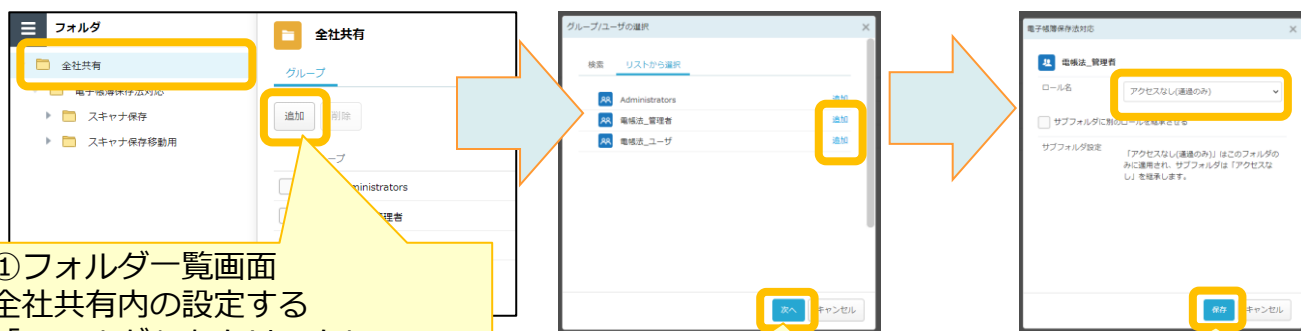 フォルダ
全社共有
電子帳簿保存法対応
スキャナ保存
スキャナ保存移動用
全社共有
グループ
追加
削除
ministrators
理者
①フォルダ一覧画面
全社共有内の設定する
グループ/ユーザの選択
検索 リストから選択
Administrators 追加
電帳法_管理者 追加
電帳法_ユーザ 追加
次へ キャンセル
電子帳簿保存法対応
電帳法_管理者
ロール名 アクセスなし(通過のみ)
サブフォルダに別のロールを継承させる
サブフォルダ設定
「アクセスなし(通過のみ)」はこのフォルダの
みに適用され、サブフォルダは「アクセスな
し」を継承します。
保存 キャンセル